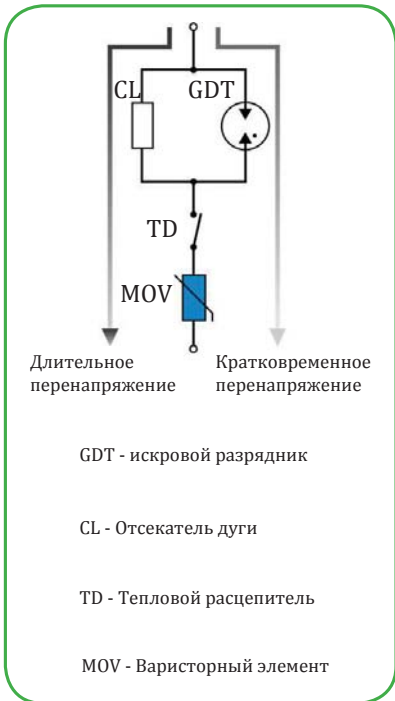 CL GDT
TD
MOV
Длительное перенапряжение
Кратковременное перенапряжение
GDT - искровой разрядник
CL - Отсекатель дуги
TD - Тепловой расцепитель
MOV - Варисторный элемент